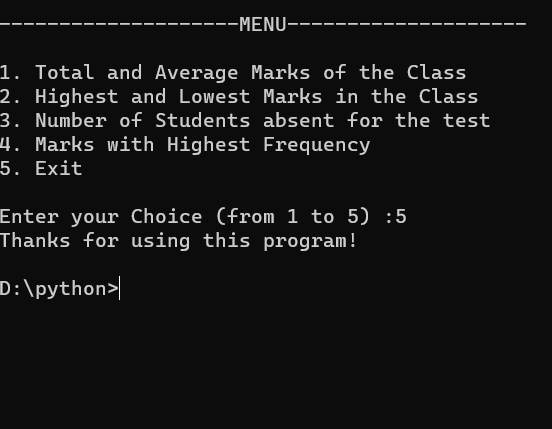 --------------------MENU--------------------
1. Total and Average Marks of the Class
2. Highest and Lowest Marks in the Class
3. Number of Students absent for the test
4. Marks with Highest Frequency
5. Exit
Enter your Choice (from 1 to 5) :5
Thanks for using this program!
D:\python>